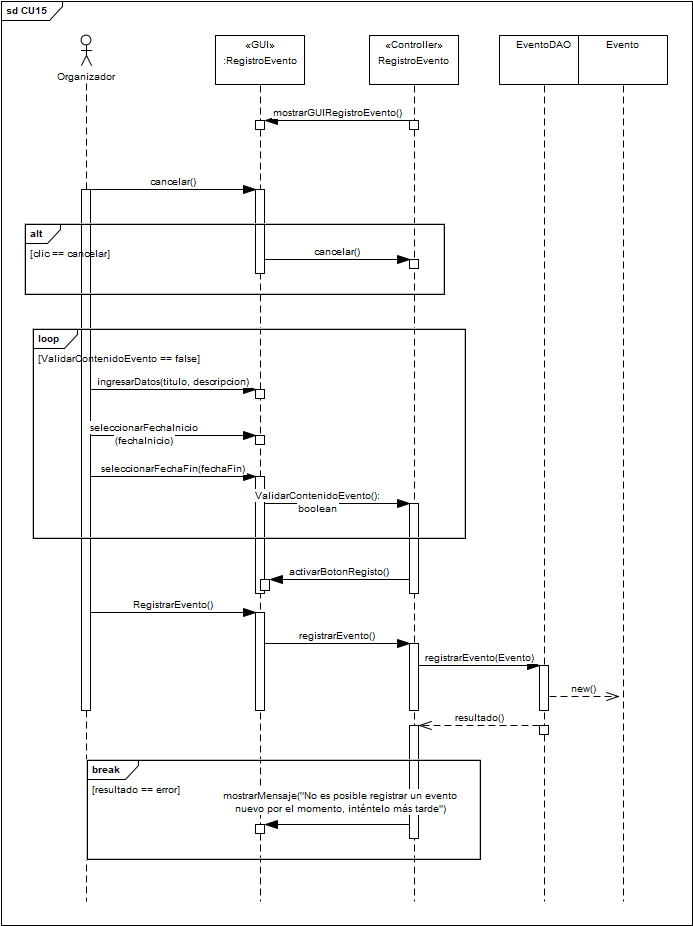 sd CU15
Organizador
«GUI»
:RegistroEvento
«Controller»
RegistroEvento
EventoDAO
Evento
mostrarGUIRegistroEvento()
cancelar()
alt
[clic == cancelar]
cancelar()
loop
[ValidarContenidoEvento == false]
ingresarDatos(titulo, descripcion)
seleccionarFechaInicio
(fechaInicio)
seleccionarFechaFin(fechaFin)
ValidarContenidoEvento():
boolean
activarBotonRegisto()
RegistrarEvento()
registrarEvento()
registrarEvento(Evento)
new()
resultado()
break
[resultado == error]
mostrarMensaje("No es posible registrar un evento
nuevo por el momento, inténtelo más tarde")